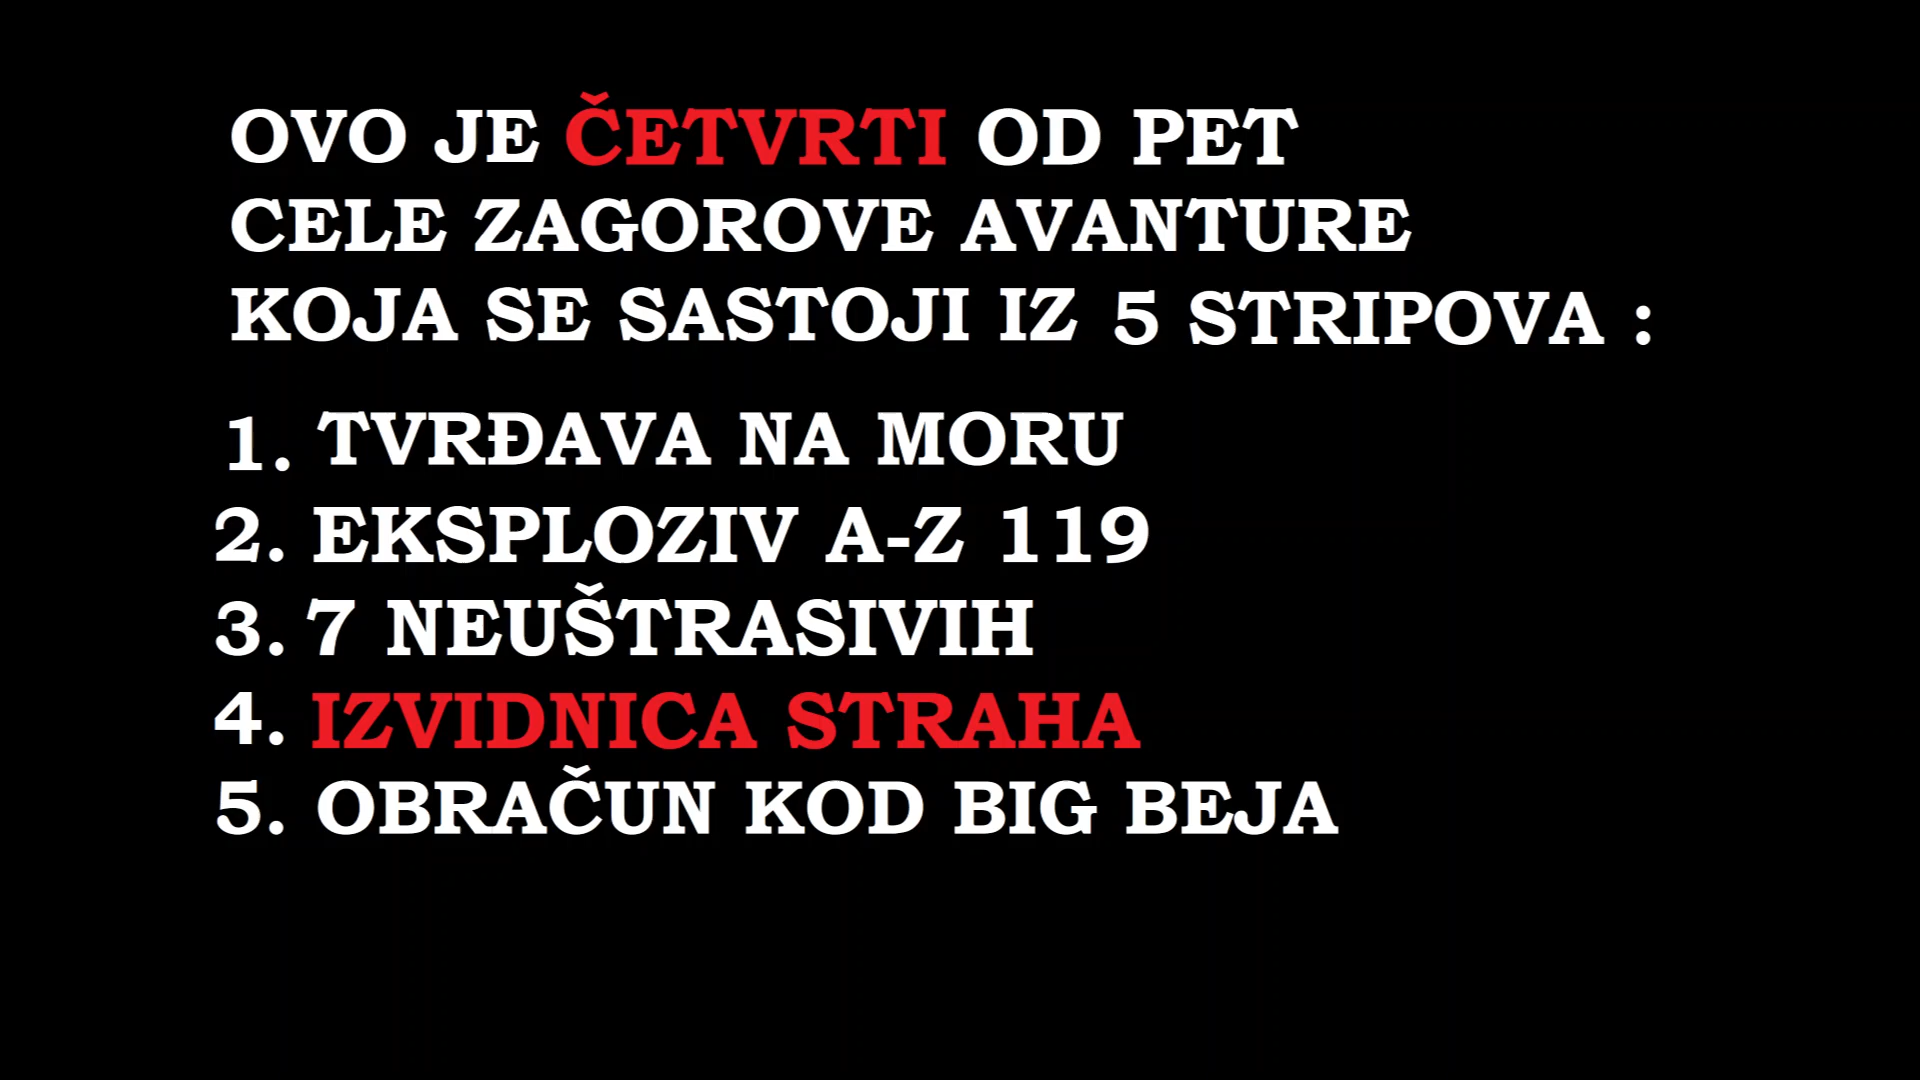 OVO JE ČETVRTI OD PET
CELE ZAGOROVE AVANTURE
KOJA SE SASTOJI IZ 5 STRIPOVA :
1. TVRĐAVA NA MORU
2. EKSPLOZIV A-Z 119
3. 7 NEUŠTRASIVIH
4. IZVIDNICA STRAHA
5. OBRAČUN KOD BIG BEJA